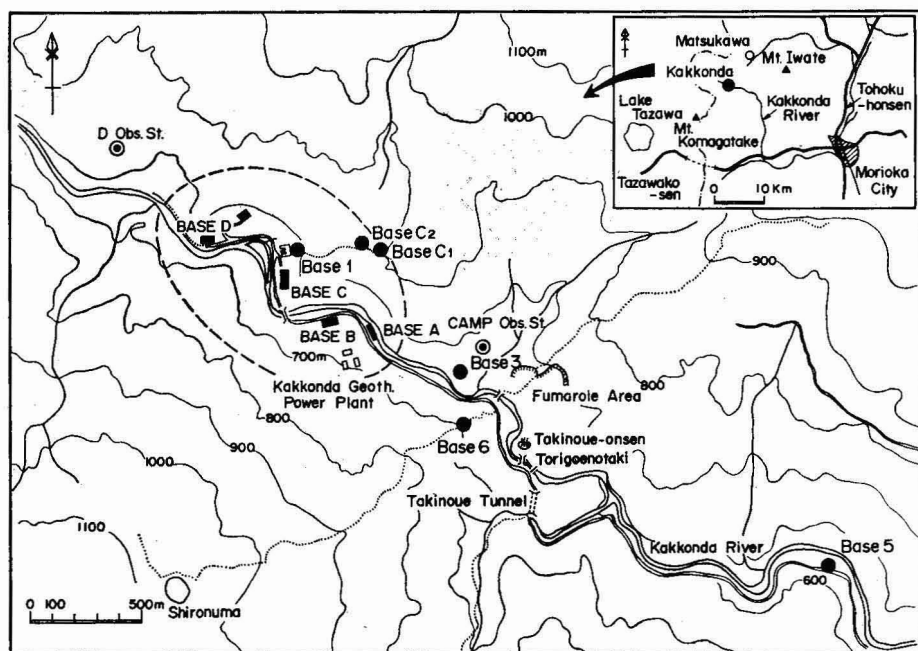 1100m
1000
Matsukawa
Mt. Iwate
Kakkonda
Lake
Tazawa
Mt.
Komagatake
Kakkonda
River
Tohoku
-honsen
Morioka
City
Tazawako
-sen
0 10 Km
D Obs. St.
BASE D
Base C2
Base C1
Base 1
BASE C
BASE B
BASE A
CAMP Obs. St.
900
700m
Base 3
Kakkonda Geoth.
Power Plant
Fumarole Area
800
800
Base 6
Takinoue-onsen
Torigoenotaki
900
1000
Takinoue Tunnel
1100
Kakkonda River
Base 5
600
Shironuma
0 100 500m